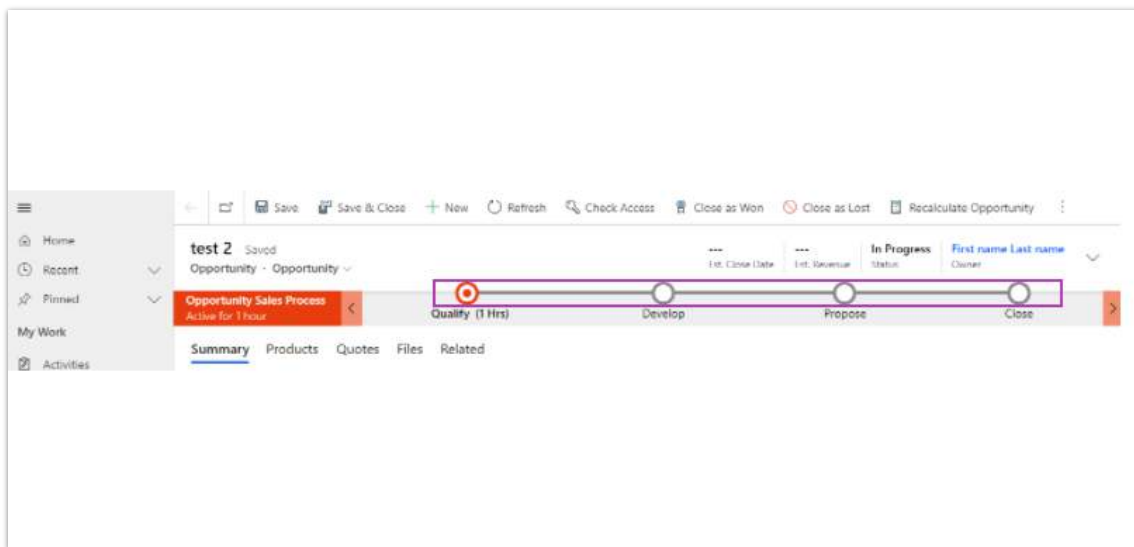 Save Save & Close New Refresh Check Access Close as Won Close as Lost Recalculate Opportunity
Home
Recent
Pinned
My Work
Activities
test 2 Saved
Opportunity · Opportunity
--- --- In Progress First name Last name
Est. Close Date Est. Revenue Status Owner
Opportunity Sales Process
Active for 1 hour
Qualify (1 Hrs) Develop Propose Close
Summary Products Quotes Files Related